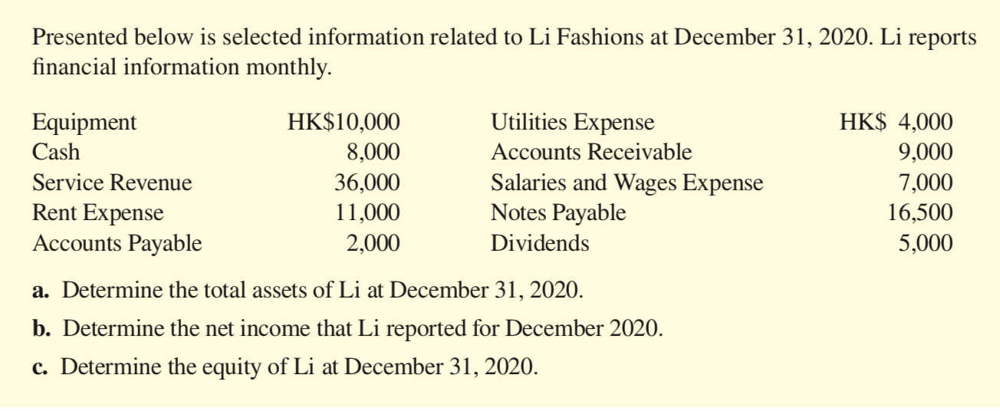 Presented below is selected information related to Li Fashions at December 31, 2020. Li reports
financial information monthly.
Equipment HK$10,000 Utilities Expense HK$ 4,000
Cash 8,000 Accounts Receivable 9,000
Service Revenue 36,000 Salaries and Wages Expense 7,000
Rent Expense 11,000 Notes Payable 16,500
Accounts Payable 2,000 Dividends 5,000
a. Determine the total assets of Li at December 31, 2020.
b. Determine the net income that Li reported for December 2020.
c. Determine the equity of Li at December 31, 2020.